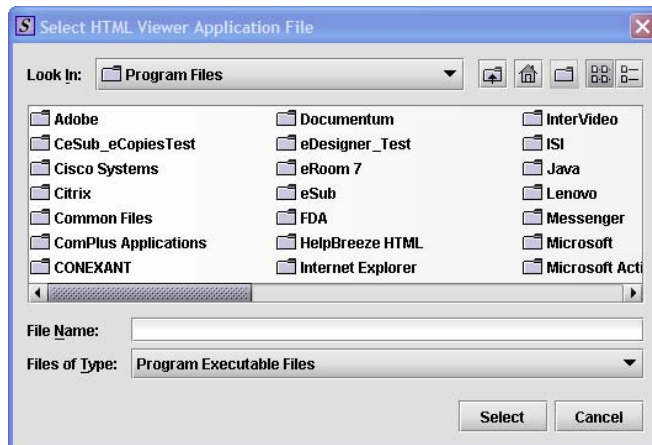 S Select HTML Viewer Application File
Look In: Program Files
Adobe Documentum InterVideo
CeSub_eCopiesTest eDesigner_Test ISI
Cisco Systems eRoom 7 Java
Citrix eSub Lenovo
Common Files FDA Messenger
ComPlus Applications HelpBreeze HTML Microsoft
CONEXANT Internet Explorer Microsoft Acti
File Name:
Files of Type: Program Executable Files
Select Cancel